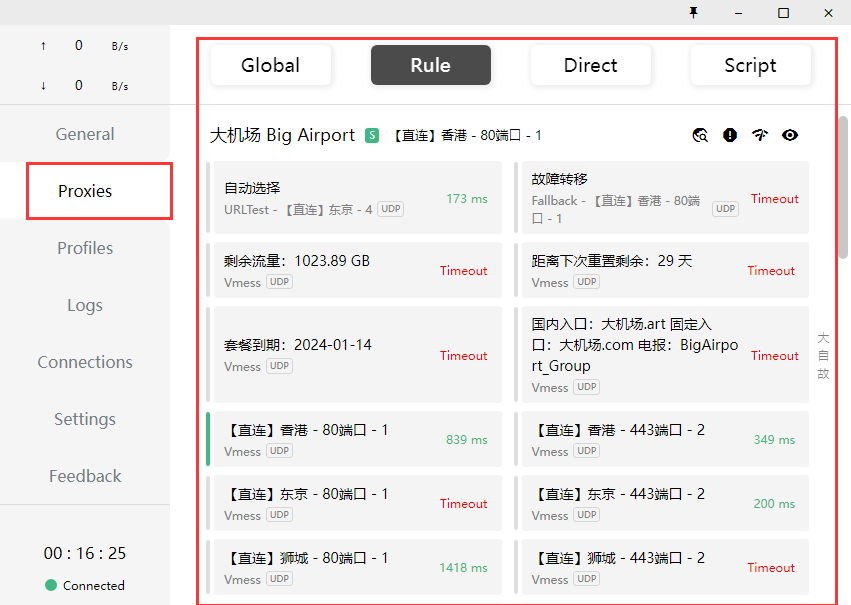 ↑ 0 B/s
↓ 0 B/s
General
Proxies
Profiles
Logs
Connections
Settings
Feedback
00 : 16 : 25
Connected
Global Rule Direct Script
大机场 Big Airport S 【直连】香港 - 80端口 - 1
自动选择
URLTest - 【直连】东京 - 4 UDP
173 ms
故障转移
Fallback - 【直连】香港 - 80端
口 - 1
UDP
Timeout
剩余流量：1023.89 GB
Vmess UDP
Timeout
距离下次重置剩余：29 天
Vmess UDP
Timeout
套餐到期：2024-01-14
Vmess UDP
Timeout
国内入口：大机场.art 固定入
口：大机场.com 电报：BigAirpo
rt_Group
Vmess UDP
Timeout
【直连】香港 - 80端口 - 1
Vmess UDP
839 ms
【直连】香港 - 443端口 - 2
Vmess UDP
349 ms
【直连】东京 - 80端口 - 1
Vmess UDP
Timeout
【直连】东京 - 443端口 - 2
Vmess UDP
200 ms
【直连】狮城 - 80端口 - 1
Vmess UDP
1418 ms
【直连】狮城 - 443端口 - 2
Vmess UDP
Timeout
大
自
故